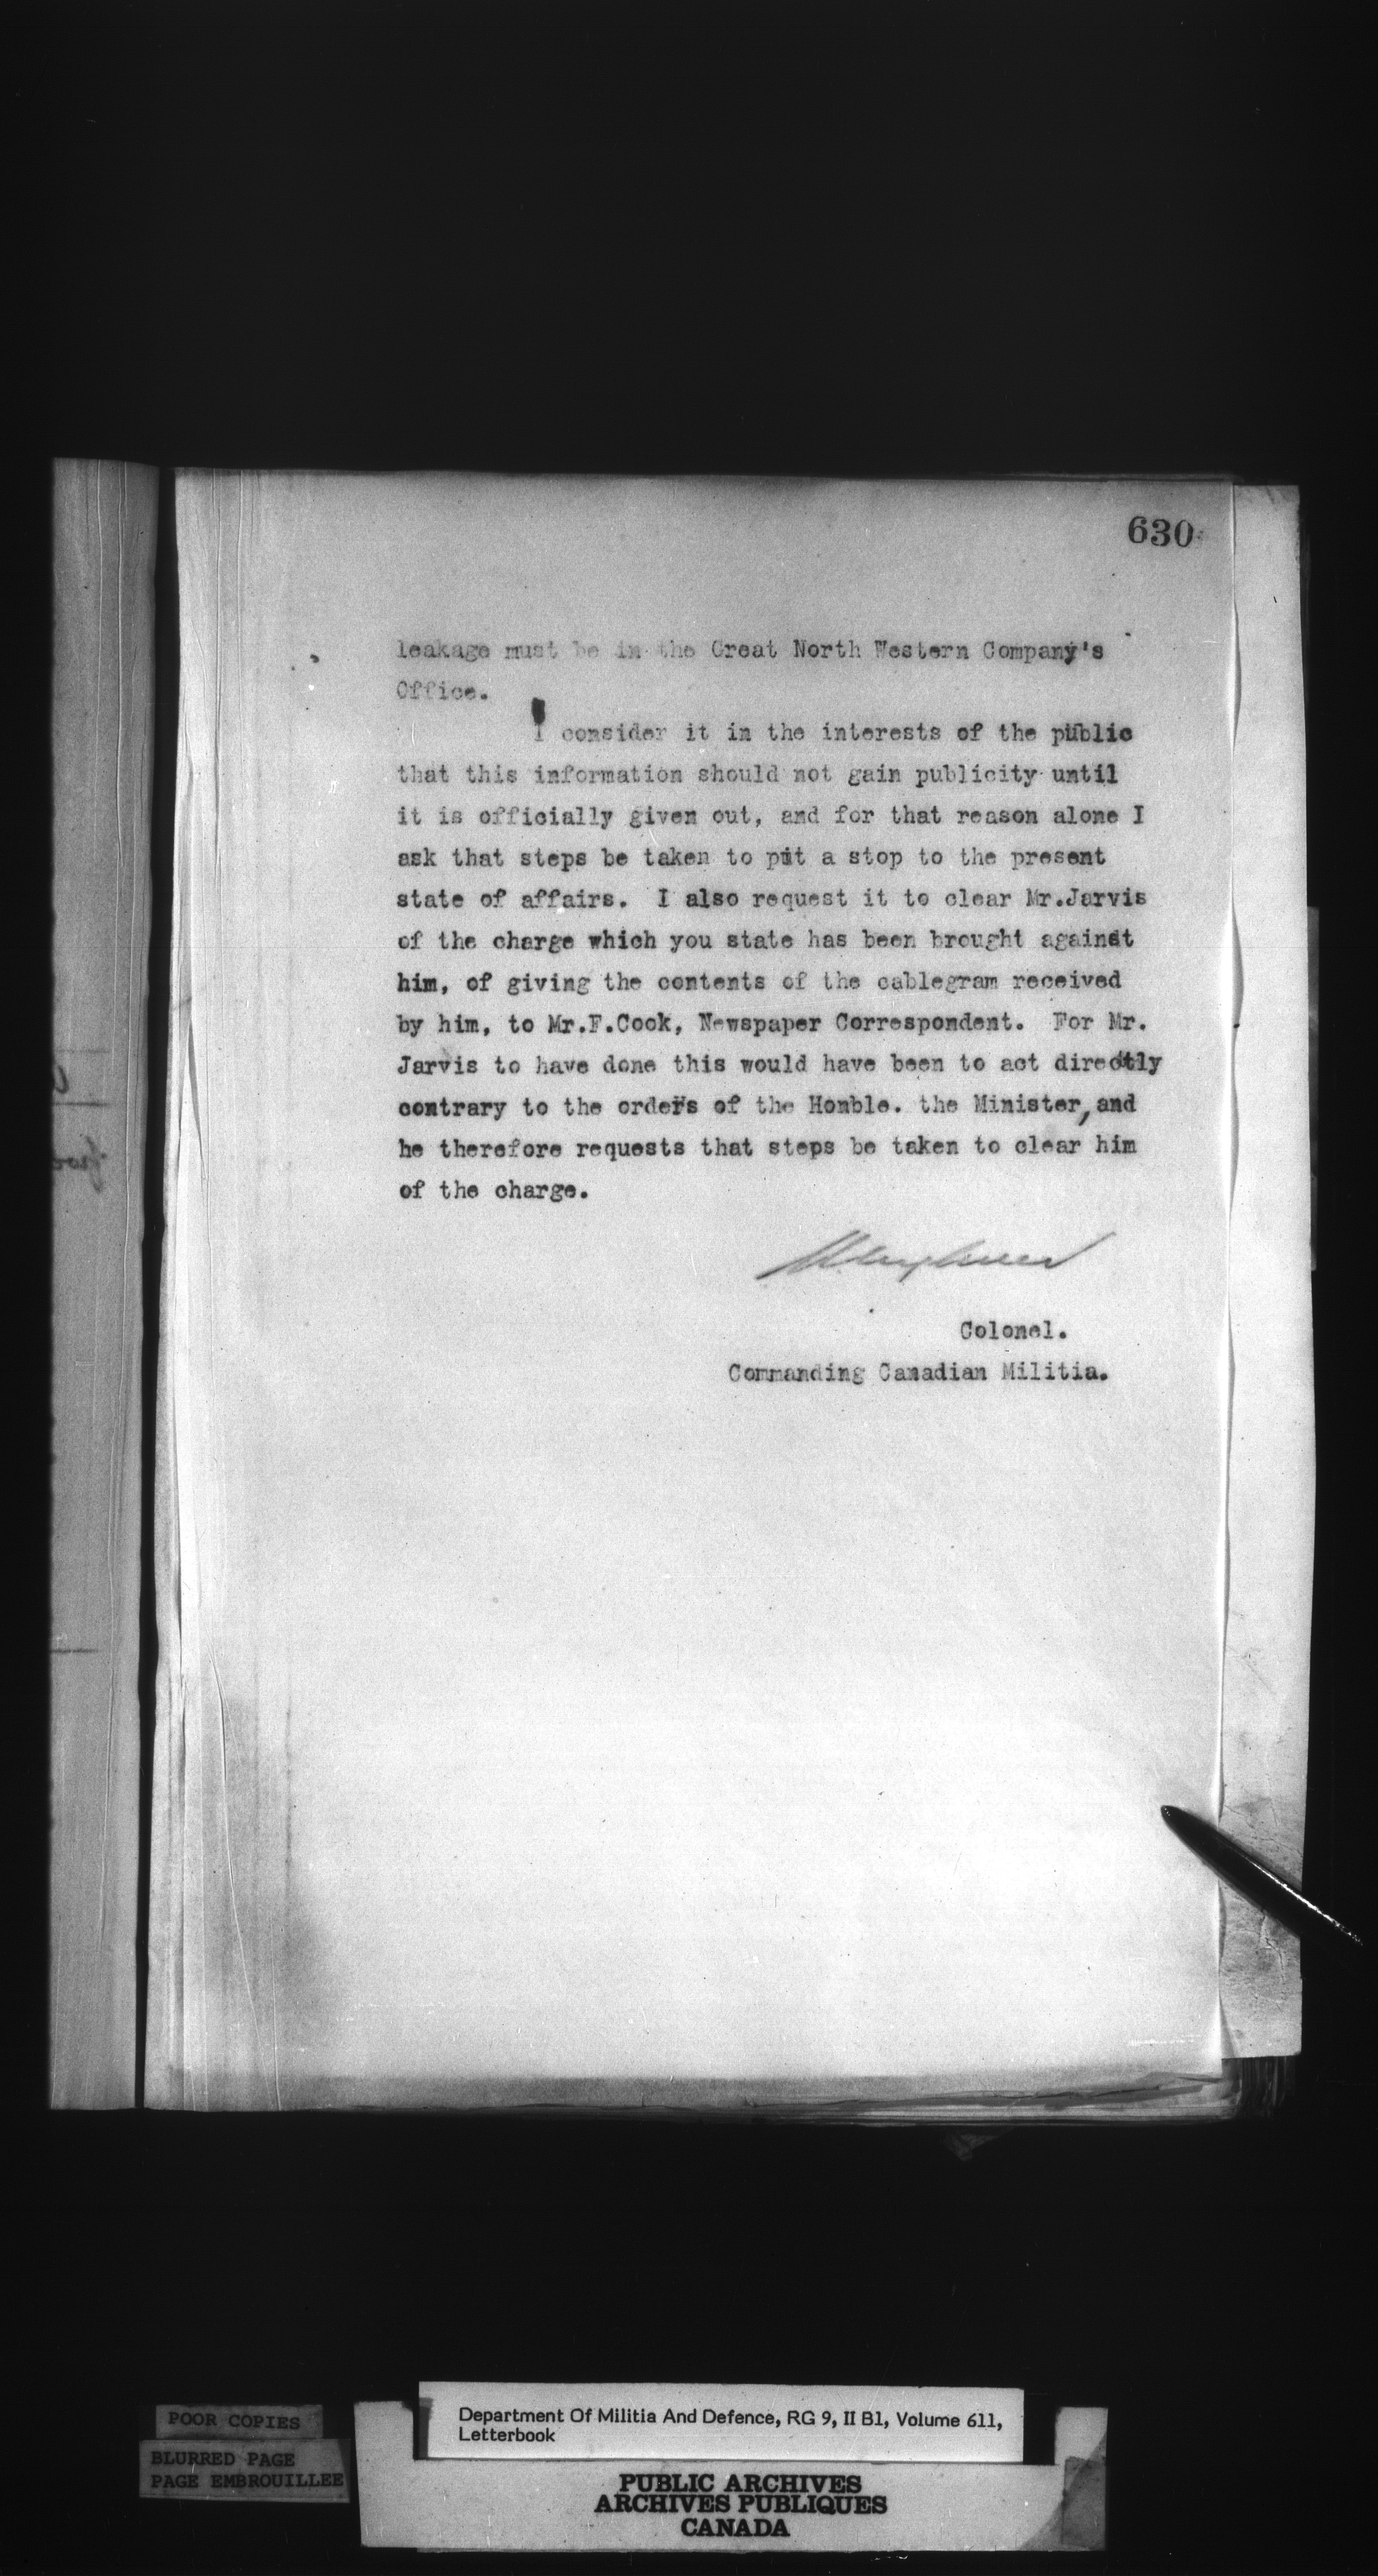 630
leakage must be in the Great North Western Company's
Office.
I consider it in the interests of the public
that this information should not gain publicity until
it is officially given out, and for that reason alone I
ask that steps be taken to put a stop to the present
state of affairs. I also request it to clear Mr.Jarvis
of the charge which you state has been brought against
him, of giving the contents of the cablegram received
by him, to Mr.F.Cook, Newspaper Correspondent. For Mr.
Jarvis to have done this would have been to act directly
contrary to the orders of the Honble. the Minister, and
he therefore requests that steps be taken to clear him
of the charge.
Colonel.
Commanding Canadian Militia.
POOR COPIES
BLURRED PAGE
PAGE EMBROUILLEE
Department Of Militia And Defence, RG 9, II B1, Volume 611,
Letterbook
PUBLIC ARCHIVES
ARCHIVES PUBLIQUES
CANADA